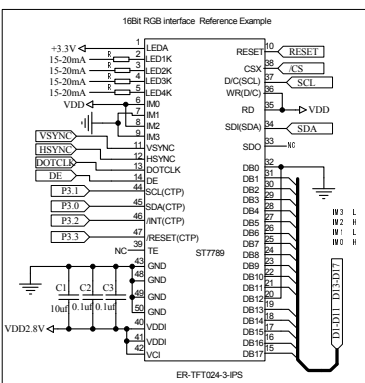 16Bit RGB interface Reference Example
+3.3V 1 LEDA
15-20mA R 2 LED1K
15-20mA R 3 LED2K
15-20mA R 4 LED3K
15-20mA R 5 LED4K
VDD 6 IM0
7 IM1
8 IM2
9 IM3
VSYNC 11 VSYNC
HSYNC 12 HSYNC
DOTCLK 13 DOTCLK
DE 14 DE
P3.1 44 SCL(CTP)
P3.0 45 SDA(CTP)
P3.2 46 /INT(CTP)
P3.3 47 /RESET(CTP)
NC 39 TE
43 GND
48 GND
49 GND
50 GND
C1 C2 C3
10uf 0.1uf 0.1uf
40 VDDI
VDD2.8V 41 VDDI
42 VCI
ST7789
RESET 10 RESET
CSX 38 /CS
D/C(SCL) 37 SCL
WR(D/C) 36
RD 35 VDD
SDI(SDA) 34 SDA
SDO 33 NC
DB0 32
DB1 31
DB2 30
DB3 29
DB4 28
DB5 27
DB6 26
DB7 25
DB8 24
DB9 23
DB10 22
DB11 21
DB12 20
DB13 19
DB14 18
DB15 17
DB16 16
DB17 15
IM3 L
IM2 H
IM1 L
IM0 H
D1-D11 D13-D17
ER-TFT024-3-IPS